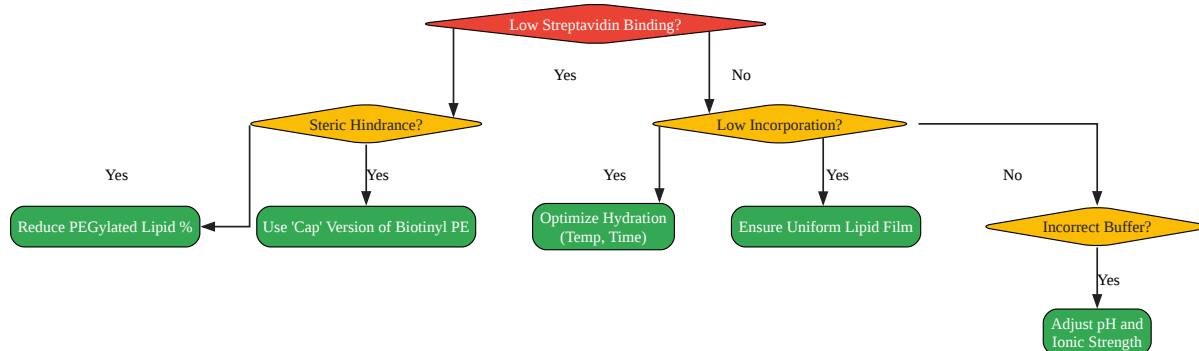 Low Streptavidin Binding?
Yes
No
Steric Hindrance?
Low Incorporation?
Yes
Yes
Yes
Yes
No
Reduce PEGylated Lipid %
Use 'Cap' Version of Biotinyl PE
Optimize Hydration
(Temp, Time)
Ensure Uniform Lipid Film
Incorrect Buffer?
Yes
Adjust pH and
Ionic Strength